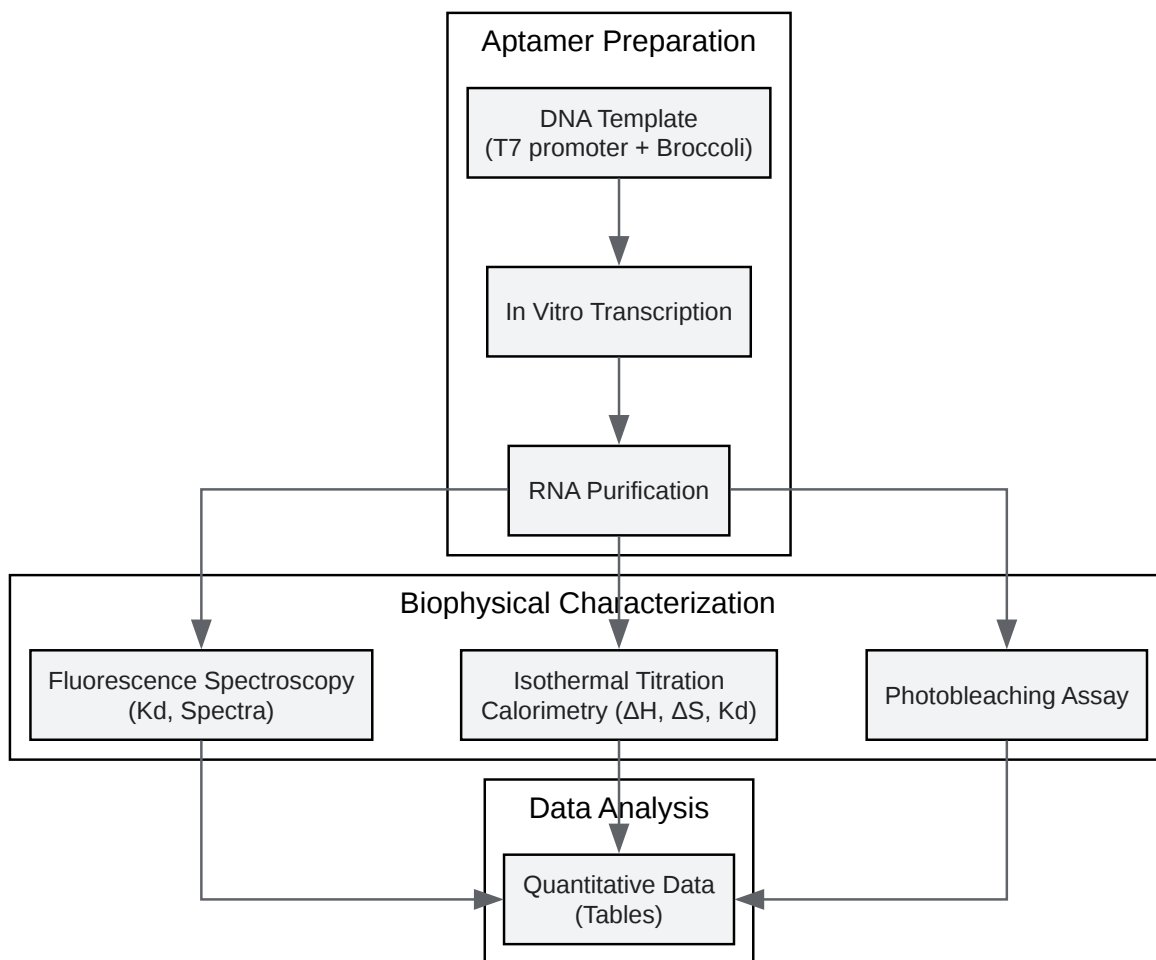 Aptamer Preparation
DNA Template
(T7 promoter + Broccoli)
In Vitro Transcription
RNA Purification
Biophysical Characterization
Fluorescence Spectroscopy
(Kd, Spectra)
Isothermal Titration
Calorimetry (ΔH, ΔS, Kd)
Photobleaching Assay
Data Analysis
Quantitative Data
(Tables)